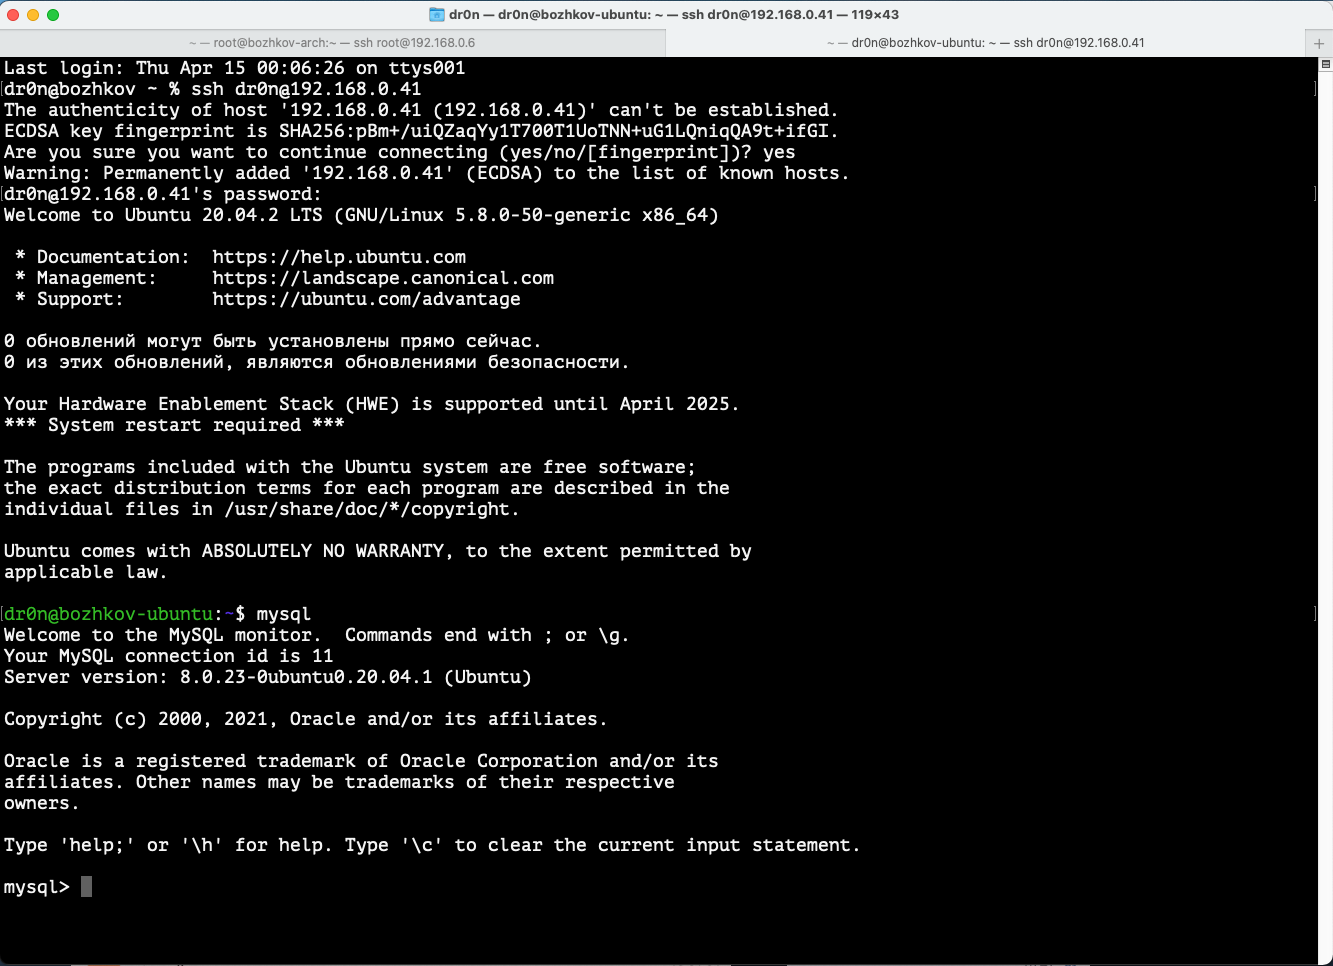 dr0n — dr0n@bozhkov-ubuntu: ~ — ssh dr0n@192.168.0.41 — 119×43
~ — root@bozhkov-arch:~ — ssh root@192.168.0.6
~ — dr0n@bozhkov-ubuntu: ~ — ssh dr0n@192.168.0.41
Last login: Thu Apr 15 00:06:26 on ttys001
dr0n@bozhkov ~ % ssh dr0n@192.168.0.41
The authenticity of host '192.168.0.41 (192.168.0.41)' can't be established.
ECDSA key fingerprint is SHA256:pBm+/uiQZaqYy1T700T1UoTNN+uG1LQniqQA9t+ifGI.
Are you sure you want to continue connecting (yes/no/[fingerprint])? yes
Warning: Permanently added '192.168.0.41' (ECDSA) to the list of known hosts.
dr0n@192.168.0.41's password:
Welcome to Ubuntu 20.04.2 LTS (GNU/Linux 5.8.0-50-generic x86_64)
* Documentation:  https://help.ubuntu.com
* Management:     https://landscape.canonical.com
* Support:        https://ubuntu.com/advantage
0 обновлений могут быть установлены прямо сейчас.
0 из этих обновлений, являются обновлениями безопасности.
Your Hardware Enablement Stack (HWE) is supported until April 2025.
*** System restart required ***
The programs included with the Ubuntu system are free software;
the exact distribution terms for each program are described in the
individual files in /usr/share/doc/*/copyright.
Ubuntu comes with ABSOLUTELY NO WARRANTY, to the extent permitted by
applicable law.
dr0n@bozhkov-ubuntu:~$ mysql
Welcome to the MySQL monitor.  Commands end with ; or \g.
Your MySQL connection id is 11
Server version: 8.0.23-0ubuntu0.20.04.1 (Ubuntu)
Copyright (c) 2000, 2021, Oracle and/or its affiliates.
Oracle is a registered trademark of Oracle Corporation and/or its
affiliates. Other names may be trademarks of their respective
owners.
Type 'help;' or '\h' for help. Type '\c' to clear the current input statement.
mysql>